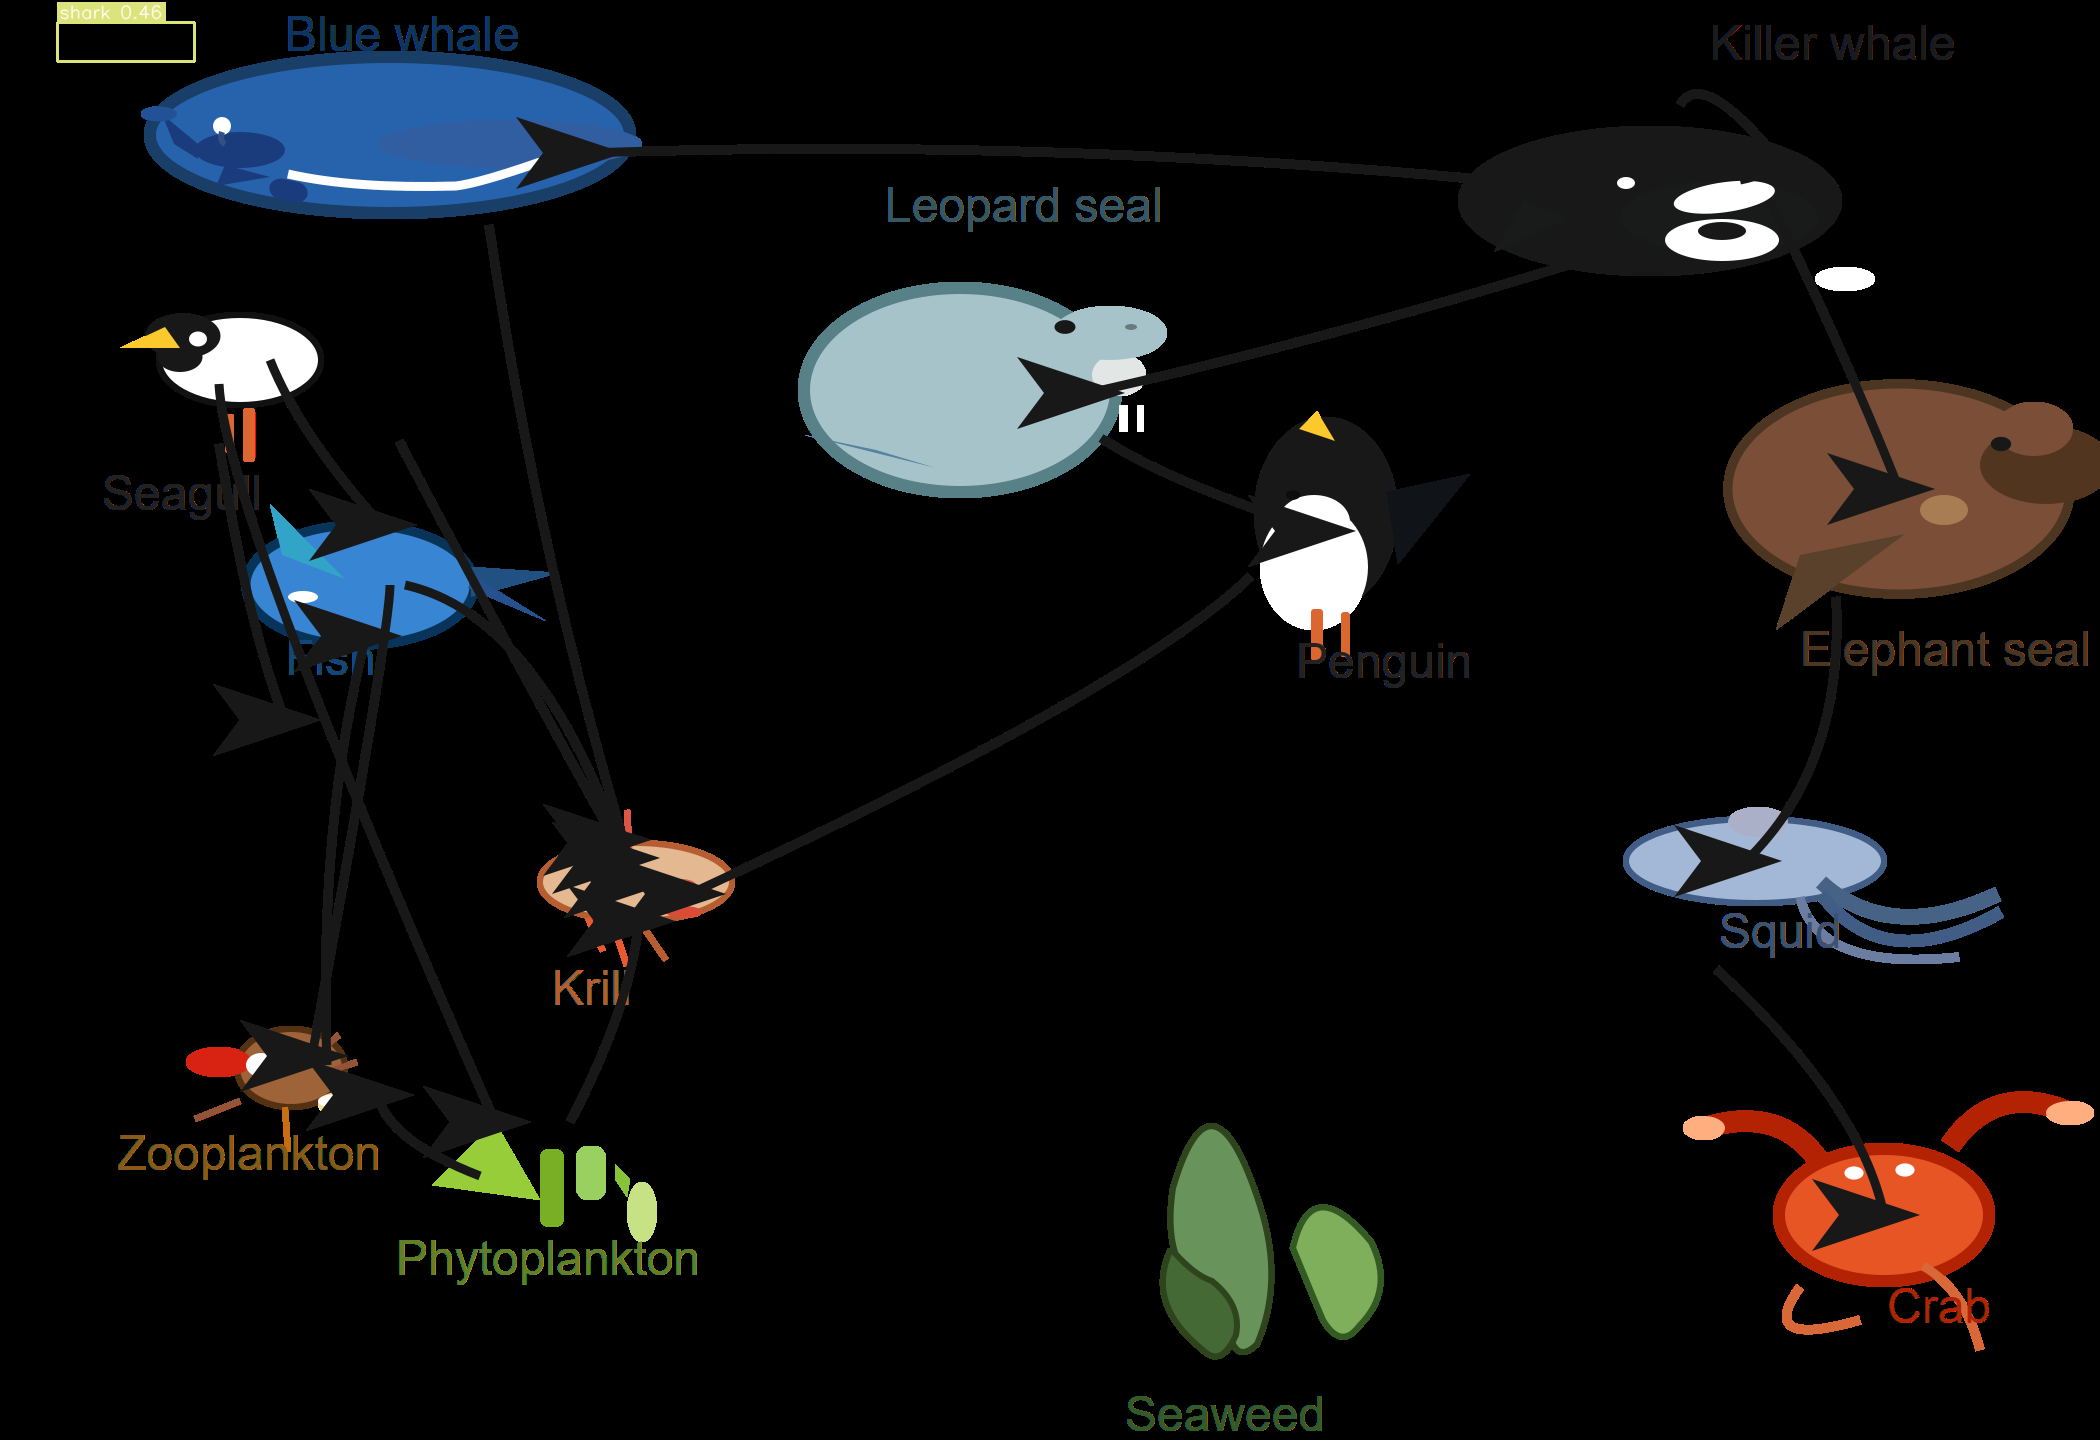 shark 0.46
Blue whale
Killer whale
Leopard seal
Seagull
Fish
Penguin
Elephant seal
Squid
Krill
Zooplankton
Phytoplankton
Crab
Seaweed